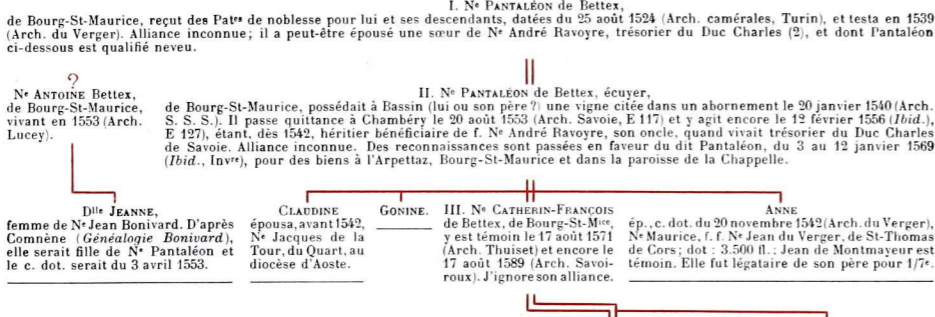 I. Nᵉ PANTALÉON de Bettex,
de Bourg-St-Maurice, reçut des Patᵉˢ de noblesse pour lui et ses descendants, datées du 25 août 1524 (Arch. camérales, Turin), et testa en 1539
(Arch. du Verger). Alliance inconnue; il a peut-être épousé une sœur de Nᵉ André Ravoyre, trésorier du Duc Charles (2), et dont Pantaléon
ci-dessous est qualifié neveu.
?
Nᵉ ANTOINE Bettex,
de Bourg-St-Maurice,
vivant en 1553 (Arch.
Lucey).
II. Nᵉ PANTALÉON de Bettex, écuyer,
de Bourg-St-Maurice, possédait à Bassin (lui ou son père ?) une vigne citée dans un abornement le 20 janvier 1540 (Arch.
S. S. S.). Il passe quittance à Chambéry le 20 août 1553 (Arch. Savoie, E 117) et y agit encore le 12 février 1556 (Ibid.,
E 127), étant, dès 1542, héritier bénéficiaire de f. Nᵉ André Ravoyre, son oncle, quand vivait trésorier du Duc Charles
de Savoie. Alliance inconnue. Des reconnaissances sont passées en faveur du dit Pantaléon, du 3 au 12 janvier 1569
(Ibid., Invʳᵉ), pour des biens à l'Arpettaz, Bourg-St-Maurice et dans la paroisse de la Chappelle.
Dˡˡᵉ JEANNE,
femme de Nᵉ Jean Bonivard. D'après
Comnène (Généalogie Bonivard),
elle serait fille de Nᵉ Pantaléon et
le c. dot. serait du 3 avril 1553.
CLAUDINE
épousa, avant 1542,
Nᵉ Jacques de la
Tour, du Quart, au
diocèse d'Aoste.
GONINE.
III. Nᵉ CATHERIN-FRANÇOIS
de Bettex, de Bourg-St-Mⁱᶜᵉ,
y est témoin le 17 août 1571
(Arch. Thuiset) et encore le
17 août 1589 (Arch. Savoi-
roux). J'ignore son alliance.
ANNE
ép., c. dot. du 20 novembre 1542 (Arch. du Verger),
Nᵉ Maurice, f. f. Nᵉ Jean du Verger, de St-Thomas
de Cors; dot : 3.500 fl.; Jean de Montmayeur est
témoin. Elle fut légataire de son père pour 1/7ᵉ.